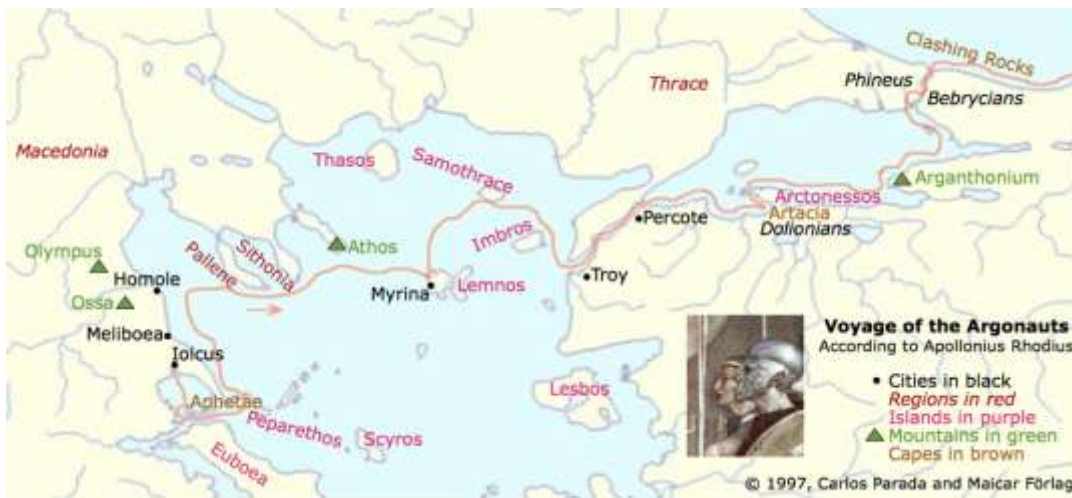 Clashing Rocks
Phineus
Bebrycians
Thrace
Macedonia
Thasos
Samothrace
Arganthonium
Arctonessos
Artacia
Dolionians
Percote
Imbros
Athos
Sithonia
Pallene
Olympus
Homole
Ossa
Troy
Myrina
Lemnos
Meliboea
Iolcus
Voyage of the Argonauts
According to Apollonius Rhodius
Cities in black
Regions in red
Islands in purple
Mountains in green
Capes in brown
Lesbos
Aphetae
Peparethos
Scyros
Euboea
© 1997, Carlos Parada and Maicar Förlag